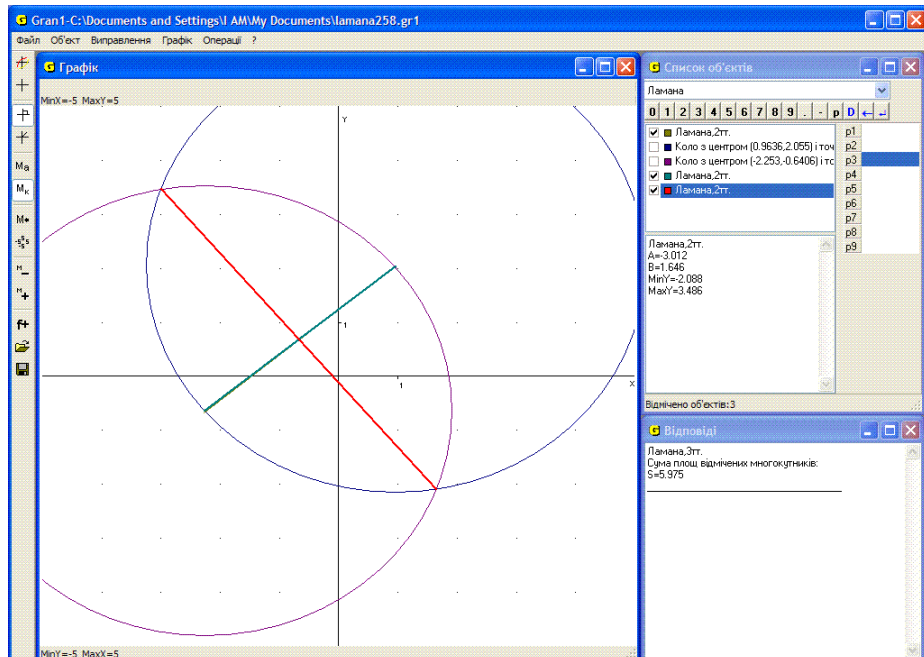 Gran1-C:\Documents and Settings\I AM\My Documents\lamana258.gr1
Файл Об'єкт Виправлення Графік Операції ?
Графік
MinX=-5 MaxY=5
Y
1
1
X
MinY=-5 MaxX=5
Ma
Mк
M*
M
M+
f+
Список об'єктів
Ламана
0 1 2 3 4 5 6 7 8 9 . - p D
Ламана,2тт.
Коло з центром (0.9636,2.055) і точ
Коло з центром (-2.253,-0.6406) і тс
Ламана,2тт.
Ламана,2тт.
p1
p2
p3
p4
p5
p6
p7
p8
p9
Ламана,2тт.
A=-3.012
B=1.646
MinY=-2.088
MaxY=3.486
Відмічено об'єктів:3
Відповіді
Ламана,3тт.
Сума площ відмічених многокутників:
S=5.975